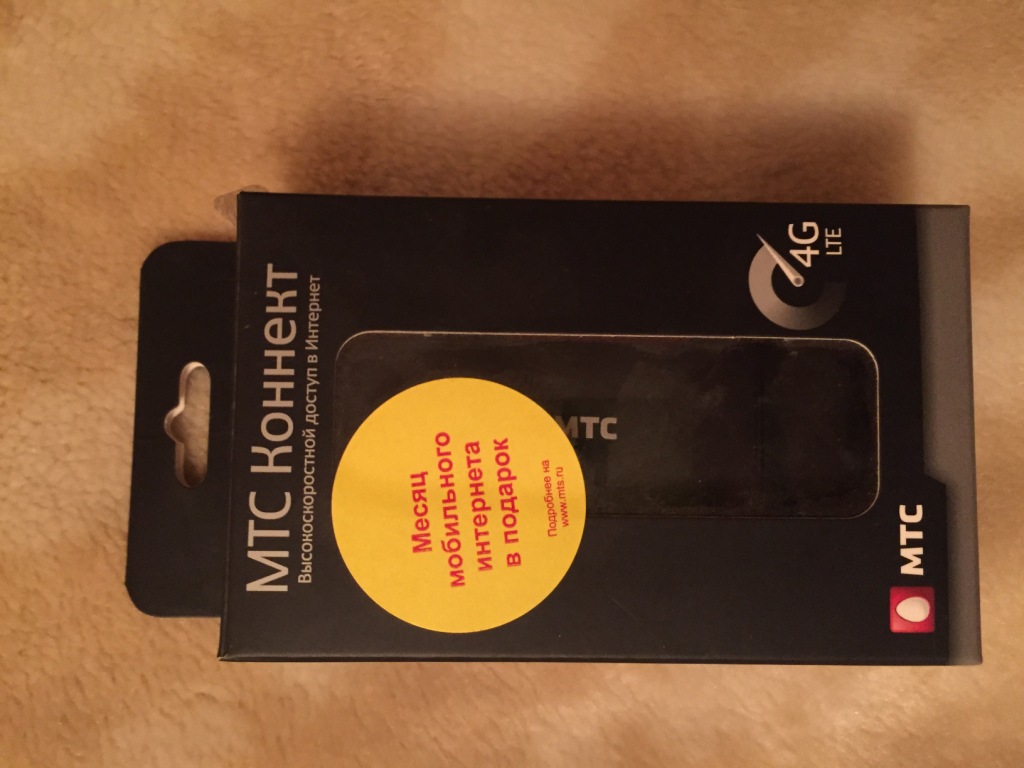 МТС Коннект
Высокоскоростной доступ в Интернет
Месяц
мобильного
интернета
в подарок
Подробнее на
www.mts.ru
МТС
4G
LTE
МТС